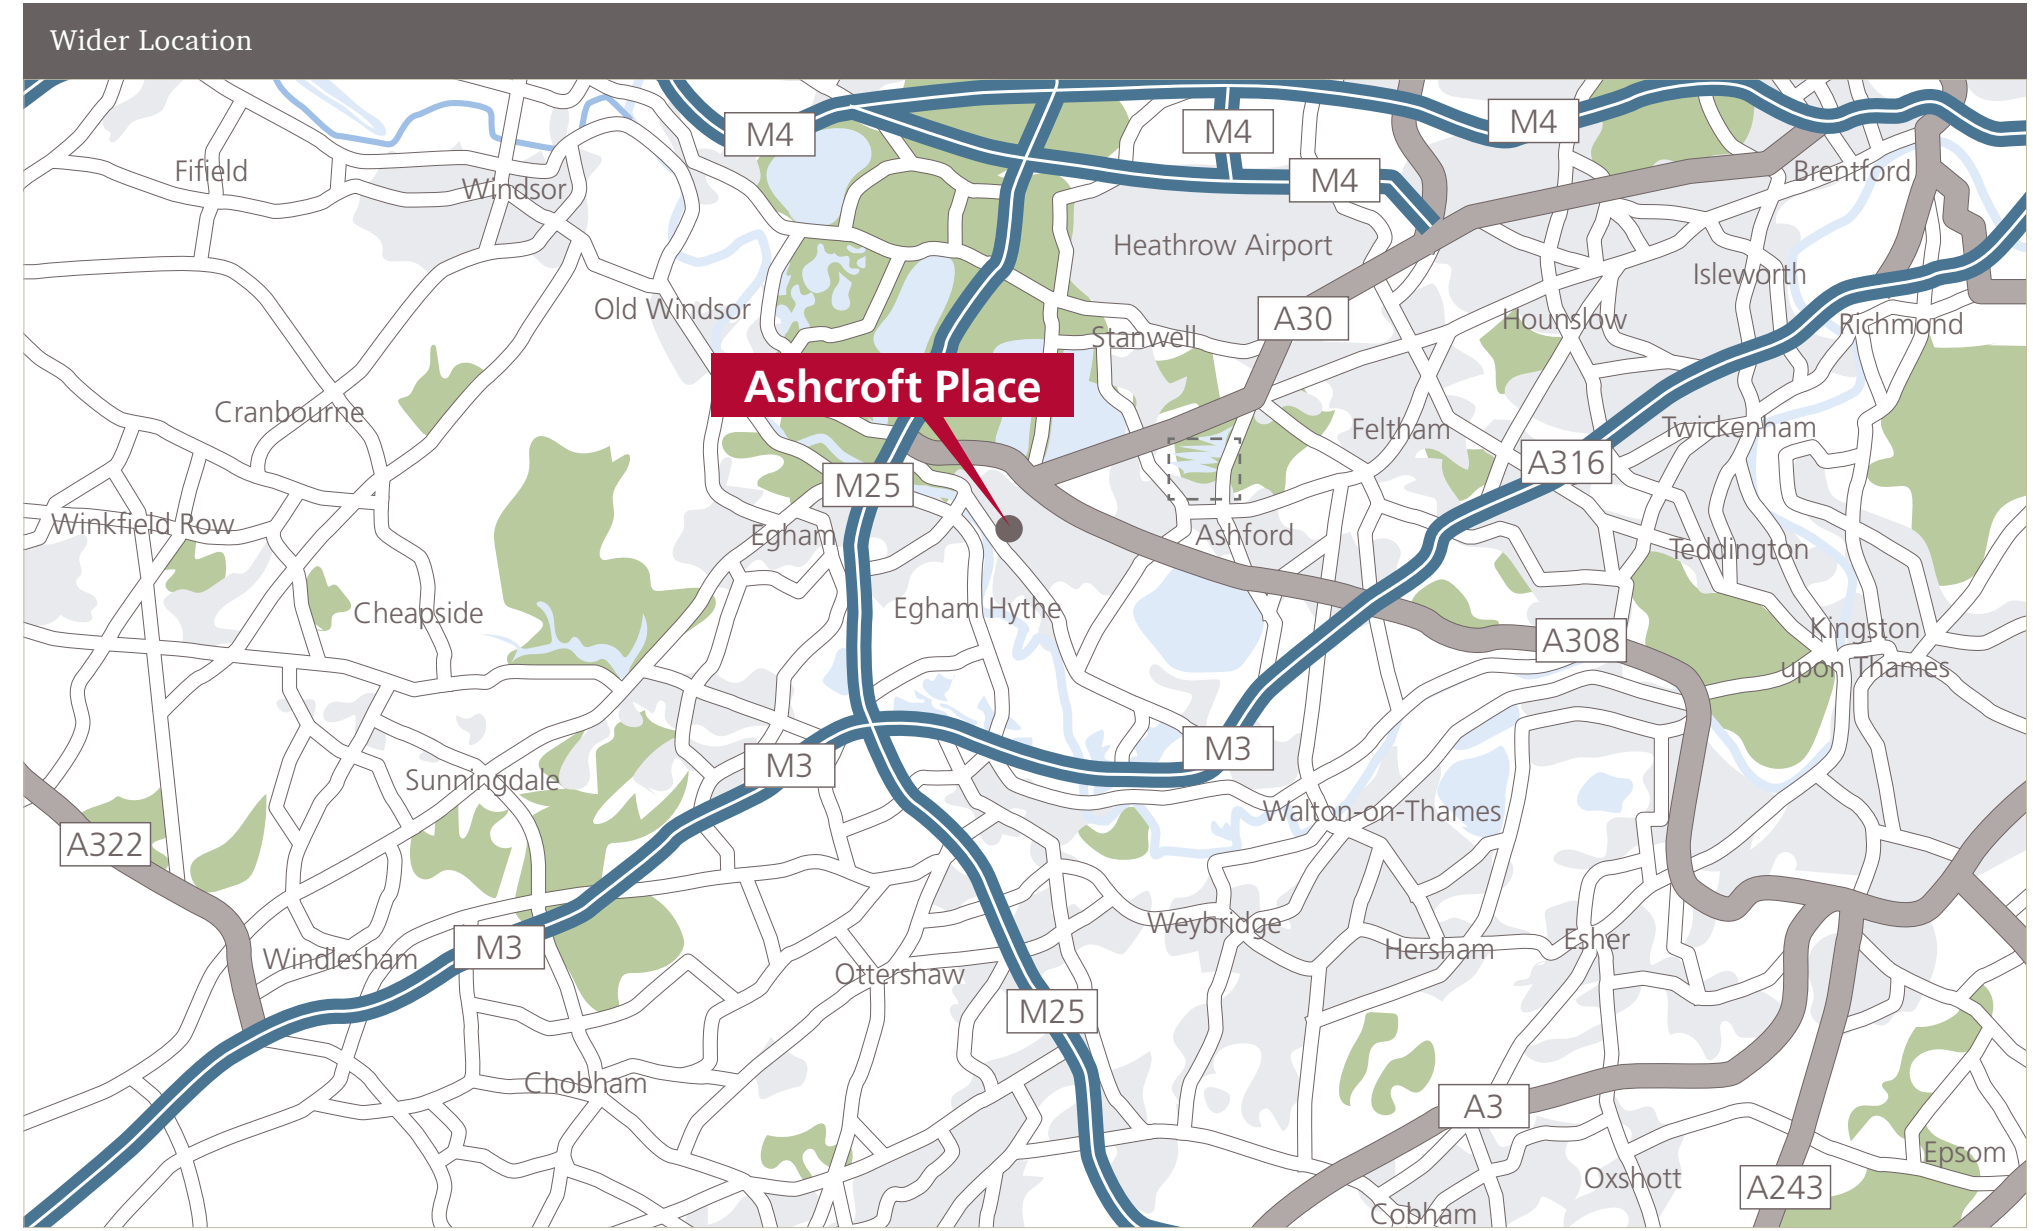 Wider Location
M4
M4
M4
M4
Fifield
Windsor
Brentford
Heathrow Airport
Isleworth
Old Windsor
A30
Hounslow
Richmond
Stanwell
Ashcroft Place
Cranbourne
Feltham
Twickenham
A316
M25
Winkfield Row
Egham
Ashford
Teddington
Cheapside
Egham Hythe
Kingston
upon Thames
A308
M3
M3
Sunningdale
Walton-on-Thames
A322
Weybridge
Esher
Hersham
M3
Windlesham
Ottershaw
M25
Chobham
A3
Epsom
Oxshott
A243
Cobham